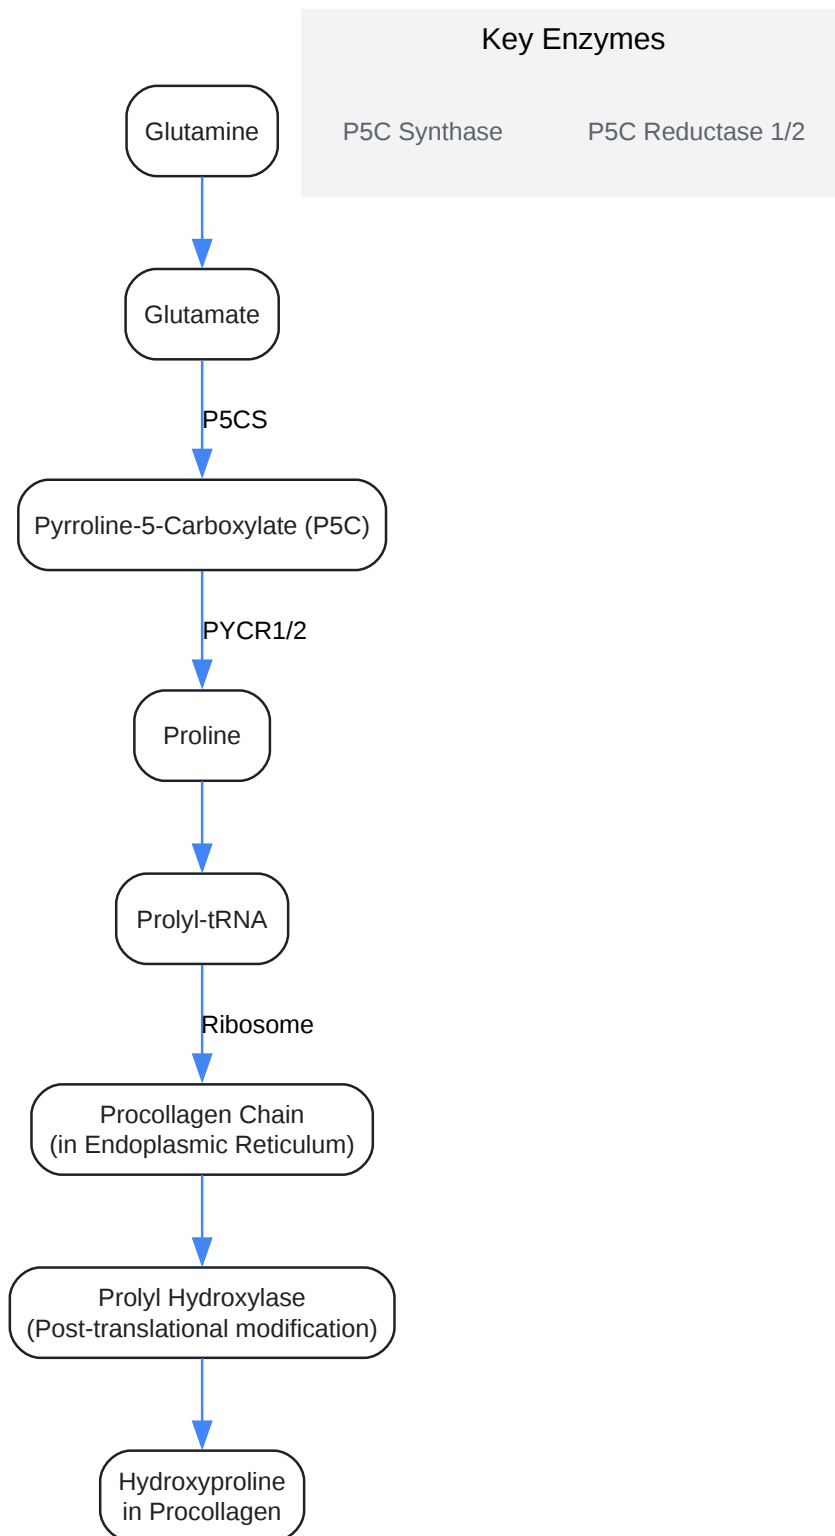 Key Enzymes
P5C Synthase
P5C Reductase 1/2
Glutamine
Glutamate
P5CS
Pyrroline-5-Carboxylate (P5C)
PYCR1/2
Proline
Prolyl-tRNA
Ribosome
Procollagen Chain
(in Endoplasmic Reticulum)
Prolyl Hydroxylase
(Post-translational modification)
Hydroxyproline
in Procollagen